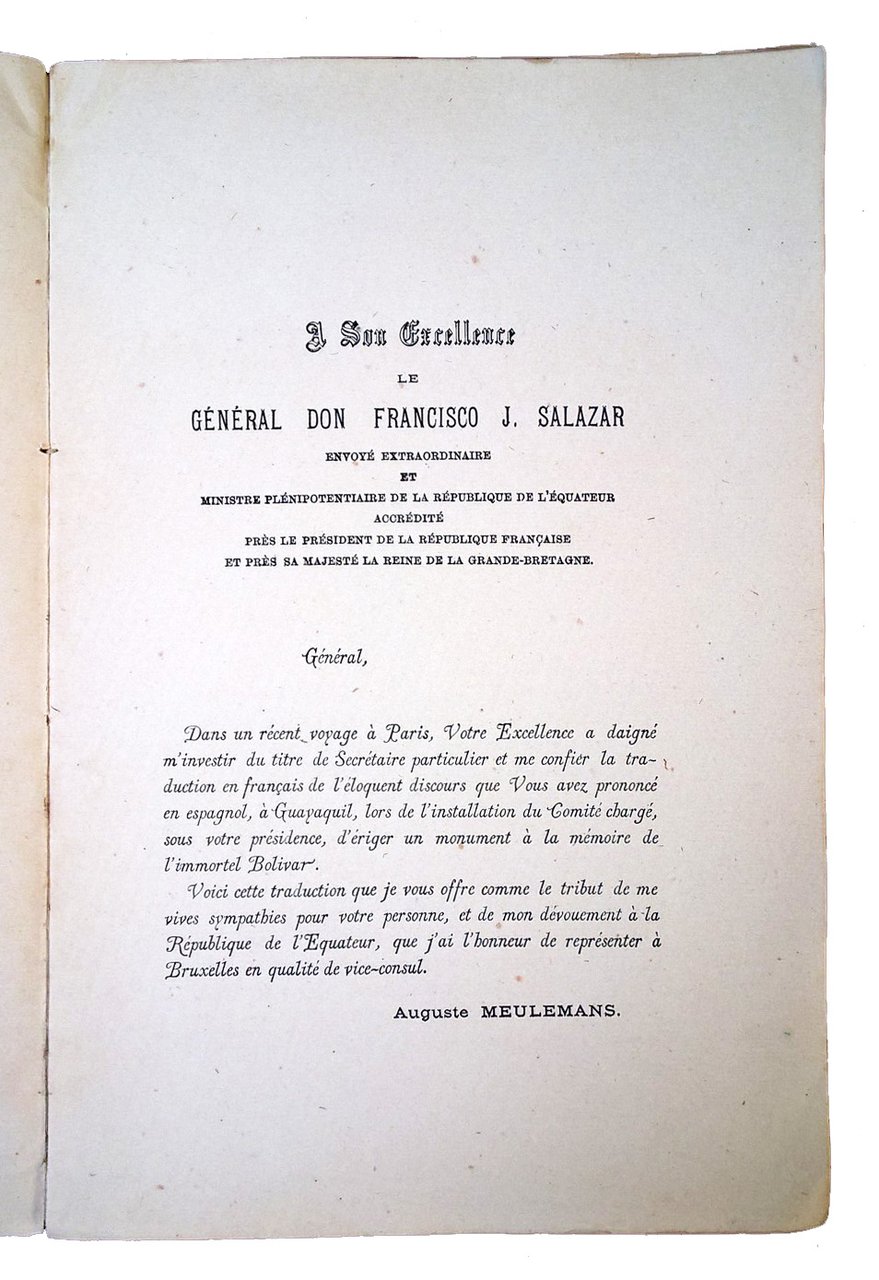 A Son Excellence
LE
GÉNÉRAL DON FRANCISCO J. SALAZAR
ENVOYÉ EXTRAORDINAIRE
ET
MINISTRE PLÉNIPOTENTIAIRE DE LA RÉPUBLIQUE DE L'ÉQUATEUR
ACCRÉDITÉ
PRÈS LE PRÉSIDENT DE LA RÉPUBLIQUE FRANÇAISE
ET PRÈS SA MAJESTÉ LA REINE DE LA GRANDE-BRETAGNE.
Général,
Dans un récent voyage à Paris, Votre Excellence a daigné
m'investir du titre de Secrétaire particulier et me confier la tra-
duction en français de l'éloquent discours que Vous avez prononcé
en espagnol, à Guayaquil, lors de l'installation du Comité chargé,
sous votre présidence, d'ériger un monument à la mémoire de
l'immortel Bolivar.
Voici cette traduction que je vous offre comme le tribut de me
vives sympathies pour votre personne, et de mon dévouement à la
République de l'Equateur, que j'ai l'honneur de représenter à
Bruxelles en qualité de vice-consul.
Auguste MEULEMANS.